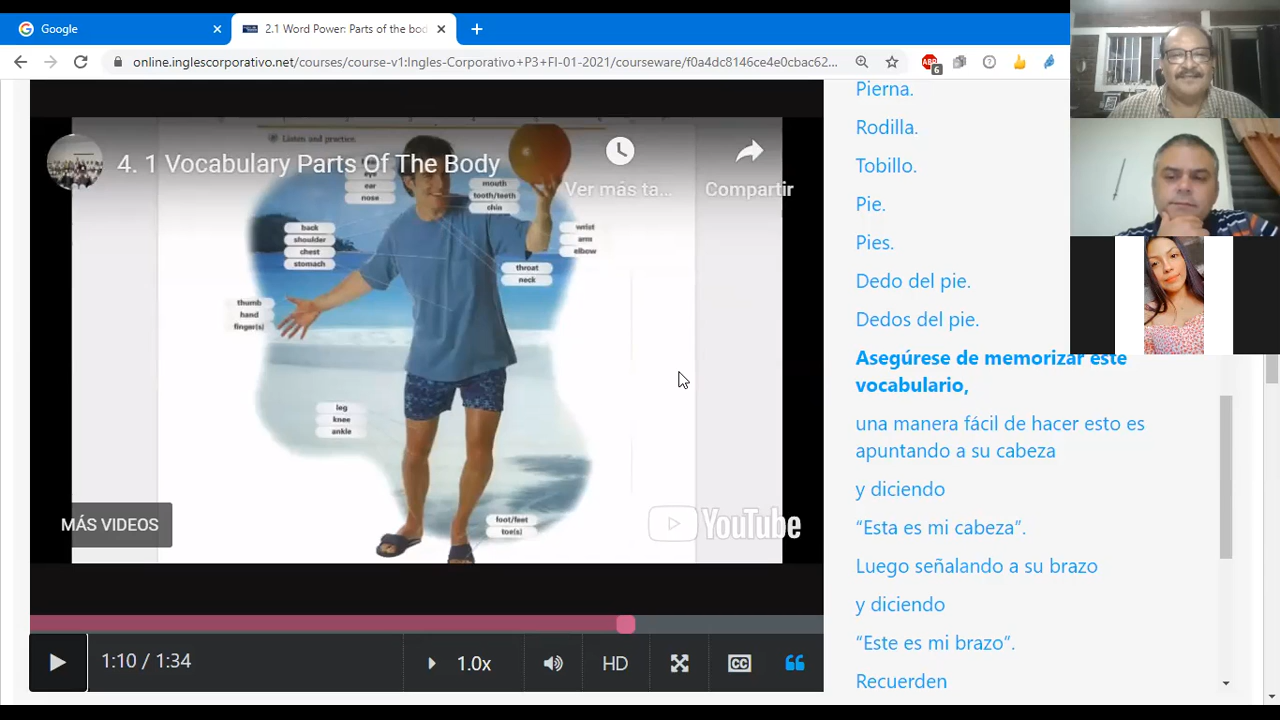 Google
2.1 Word Power: Parts of the bod
online.inglescorporativo.net/courses/course-v1:Ingles-Corporativo+P3+FI-01-2021/courseware/f0a4dc8146ce4e0cbac62...
ABP
6
Listen and practice.
4. 1 Vocabulary Parts Of The Body
Ver más ta...
Compartir
ear
nose
mouth
tooth/teeth
chin
back
shoulder
chest
stomach
wrist
arm
elbow
throat
neck
thumb
hand
finger(s)
leg
knee
ankle
foot/feet
toe(s)
MÁS VIDEOS
YouTube
1:10 / 1:34
1.0x
HD
CC
Pierna.
Rodilla.
Tobillo.
Pie.
Pies.
Dedo del pie.
Dedos del pie.
Asegúrese de memorizar este
vocabulario,
una manera fácil de hacer esto es
apuntando a su cabeza
y diciendo
“Esta es mi cabeza”.
Luego señalando a su brazo
y diciendo
“Este es mi brazo”.
Recuerden